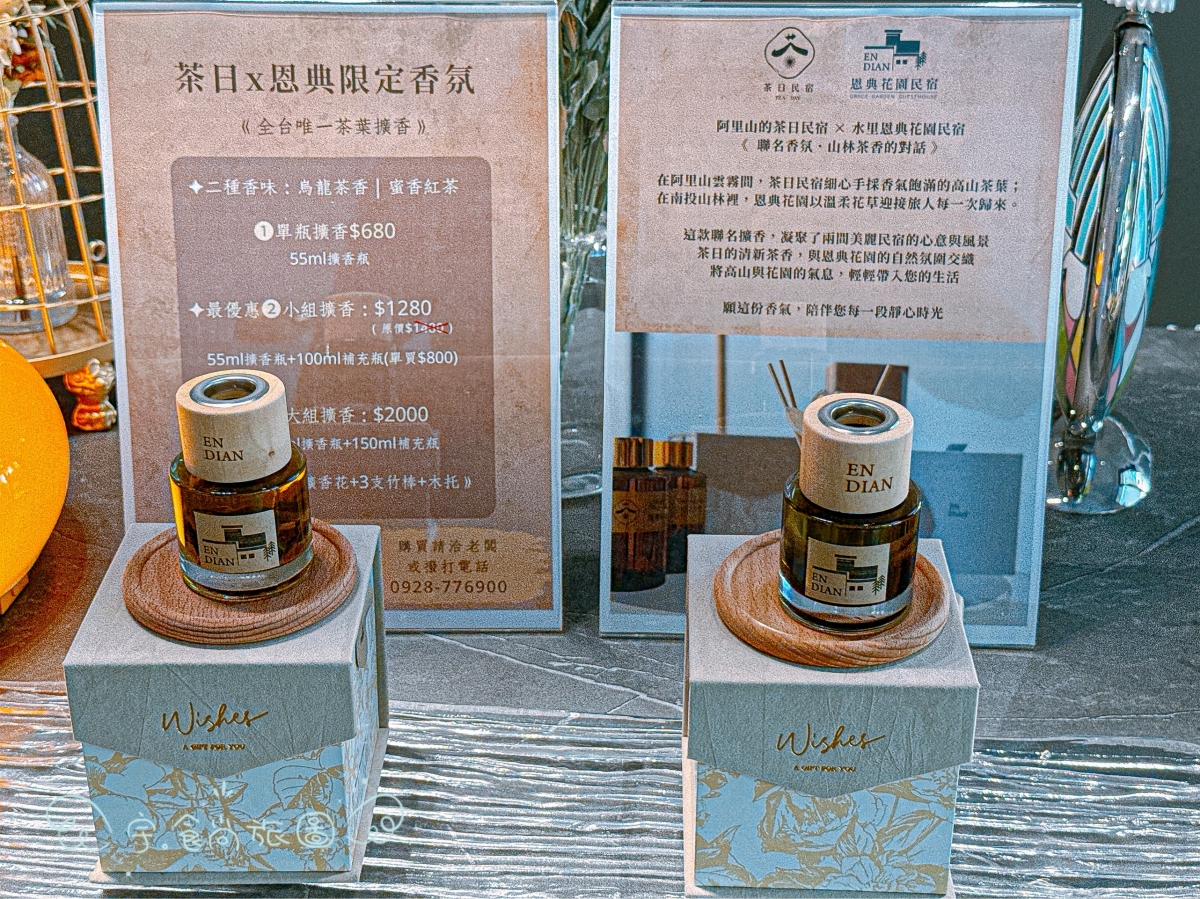 茶日x恩典限定香氛
《 全台唯一茶葉擴香 》
✦二種香味：烏龍茶香│蜜香紅茶
❶單瓶擴香$680
55ml擴香瓶
✦最優惠❷小組擴香：$1280
( 原價$1480 )
55ml擴香瓶+100ml補充瓶(單買$800)
大組擴香：$2000
擴香瓶+150ml補充瓶
擴香花+3支竹棒+木托 》
購買請洽老闆
或撥打電話
0928-776900
茶日民宿
TEA DAY
EN
DIAN
恩典花園民宿
GRACE GARDEN GUESTHOUSE
阿里山的茶日民宿 × 水里恩典花園民宿
《 聯名香氛·山林茶香的對話 》
在阿里山雲霧間，茶日民宿細心手採香氣飽滿的高山茶葉；
在南投山林裡，恩典花園以溫柔花草迎接旅人每一次歸來。
這款聯名擴香，凝聚了兩間美麗民宿的心意與風景
茶日的清新茶香，與恩典花園的自然氛圍交織
將高山與花園的氣息，輕輕帶入您的生活
願這份香氣，陪伴您每一段靜心時光
EN
DIAN
EN
DIAN
Wishes
A GIFT FOR YOU
EN
DIAN
EN
DIAN
Wishes
A GIFT FOR YOU
宇.食尚旅圖